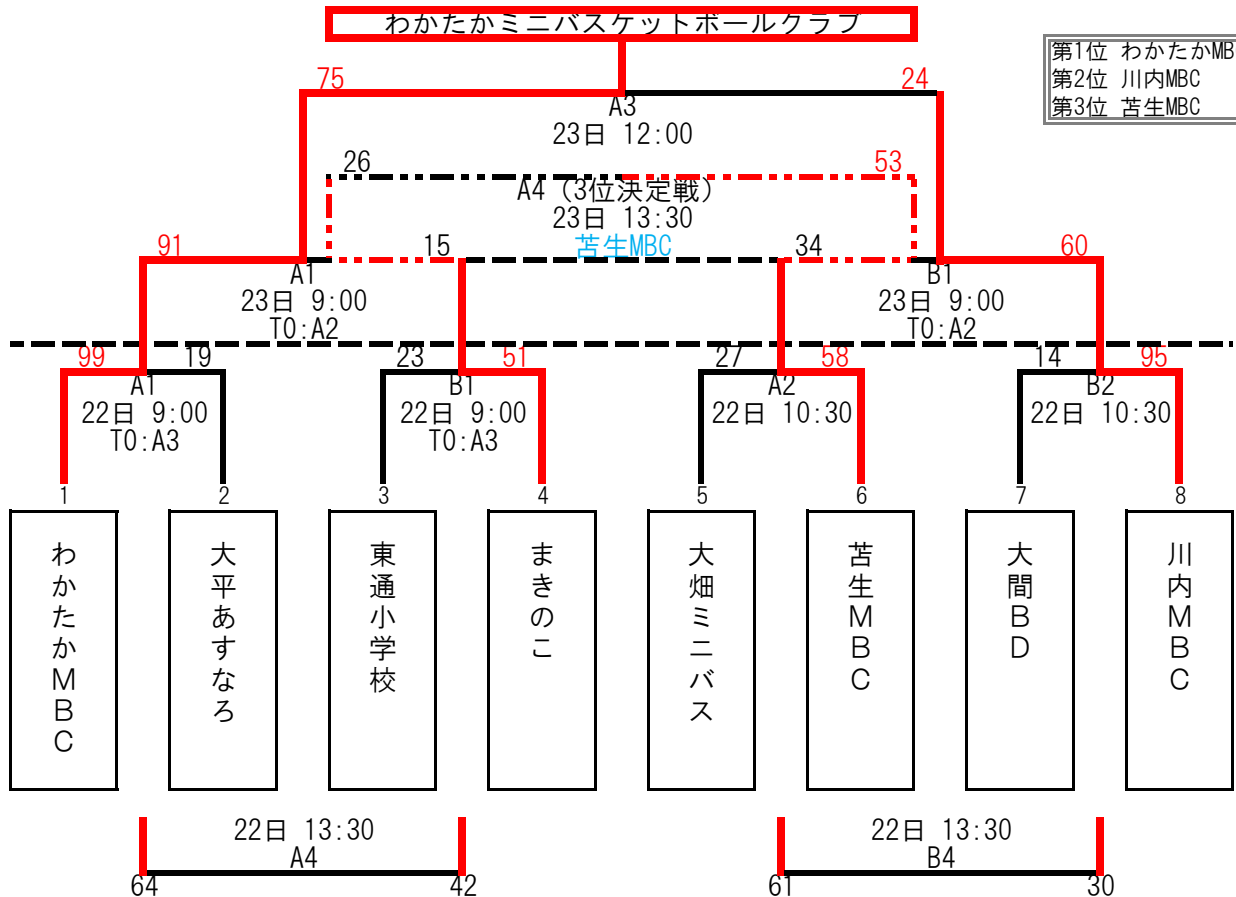 わかたかミニバスケットボールクラブ
第1位 わかたかMB
第2位 川内MBC
第3位 苫生MBC
75
24
A3
23日 12:00
26
53
A4 (3位決定戦)
23日 13:30
苫生MBC
91
15
34
60
A1
23日 9:00
TO:A2
B1
23日 9:00
TO:A2
99
19
23
51
27
58
14
95
A1
22日 9:00
TO:A3
B1
22日 9:00
TO:A3
A2
22日 10:30
B2
22日 10:30
1
2
3
4
5
6
7
8
わかたかMBC
大平あすなろ
東通小学校
まきのこ
大畑ミニバス
苫生MBC
大間BD
川内MBC
22日 13:30
A4
64
42
22日 13:30
B4
61
30